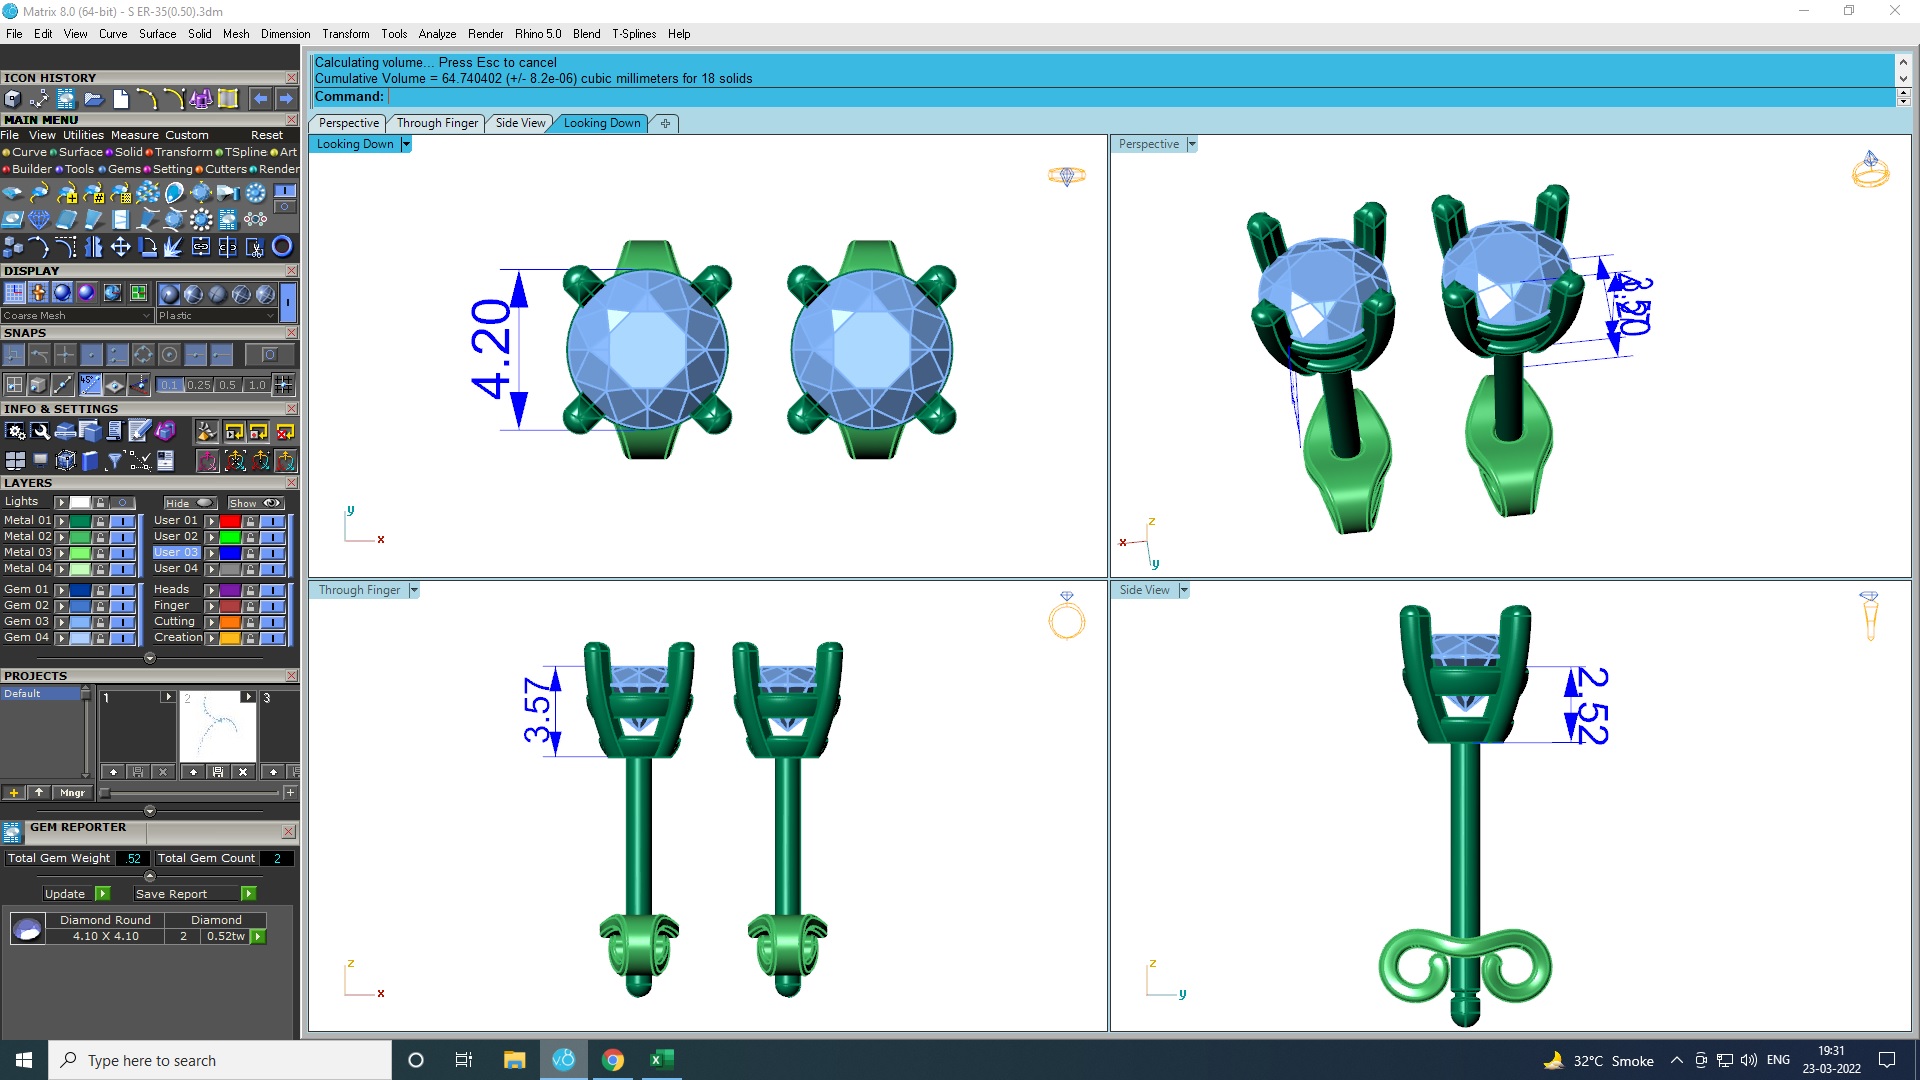 Matrix 8.0 (64-bit) - S ER-35(0.50).3dm
File Edit View Curve Surface Solid Mesh Dimension Transform Tools Analyze Render Rhino 5.0 Blend T-Splines Help
ICON HISTORY
MAIN MENU
File View Utilities Measure Custom Reset
Curve Surface Solid Transform TSpline Art
Builder Tools Gems Setting Cutters Render
DISPLAY
Coarse Mesh Plastic
SNAPS
45° 0.1 0.25 0.5 1.0
INFO & SETTINGS
LAYERS
Lights Hide Show
Metal 01 User 01
Metal 02 User 02
Metal 03 User 03
Metal 04 User 04
Gem 01 Heads
Gem 02 Finger
Gem 03 Cutting
Gem 04 Creation
PROJECTS
Default 1 2 3
Mngr
GEM REPORTER
Total Gem Weight .52 Total Gem Count 2
Update Save Report
Diamond Round Diamond
4.10 X 4.10 2 0.52tw
Calculating volume... Press Esc to cancel
Cumulative Volume = 64.740402 (+/- 8.2e-06) cubic millimeters for 18 solids
Command:
Perspective Through Finger Side View Looking Down
Looking Down
4.20
y
x
Perspective
z
x
y
Through Finger
3.57
z
x
Side View
2.52
z
y
Type here to search
32°C Smoke ENG 19:31
23-03-2022